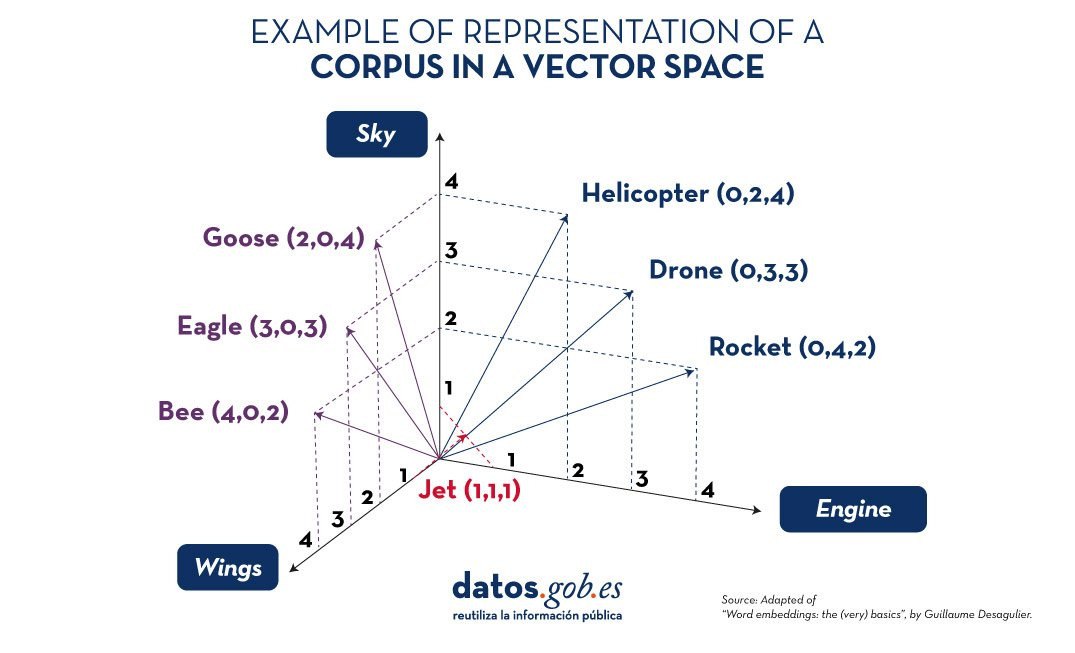 EXAMPLE OF REPRESENTATION OF A
CORPUS IN A VECTOR SPACE
Sky
4
Helicopter (0,2,4)
Goose (2,0,4)
3
Drone (0,3,3)
Eagle (3,0,3)
2
Rocket (0,4,2)
1
Bee (4,0,2)
1
2
3
4
1
2
3
4
Jet (1,1,1)
Engine
Wings
datos.gob.es
reutiliza la información pública
Source: Adapted of
“Word embeddings: the (very) basics”, by Guillaume Desagulier.